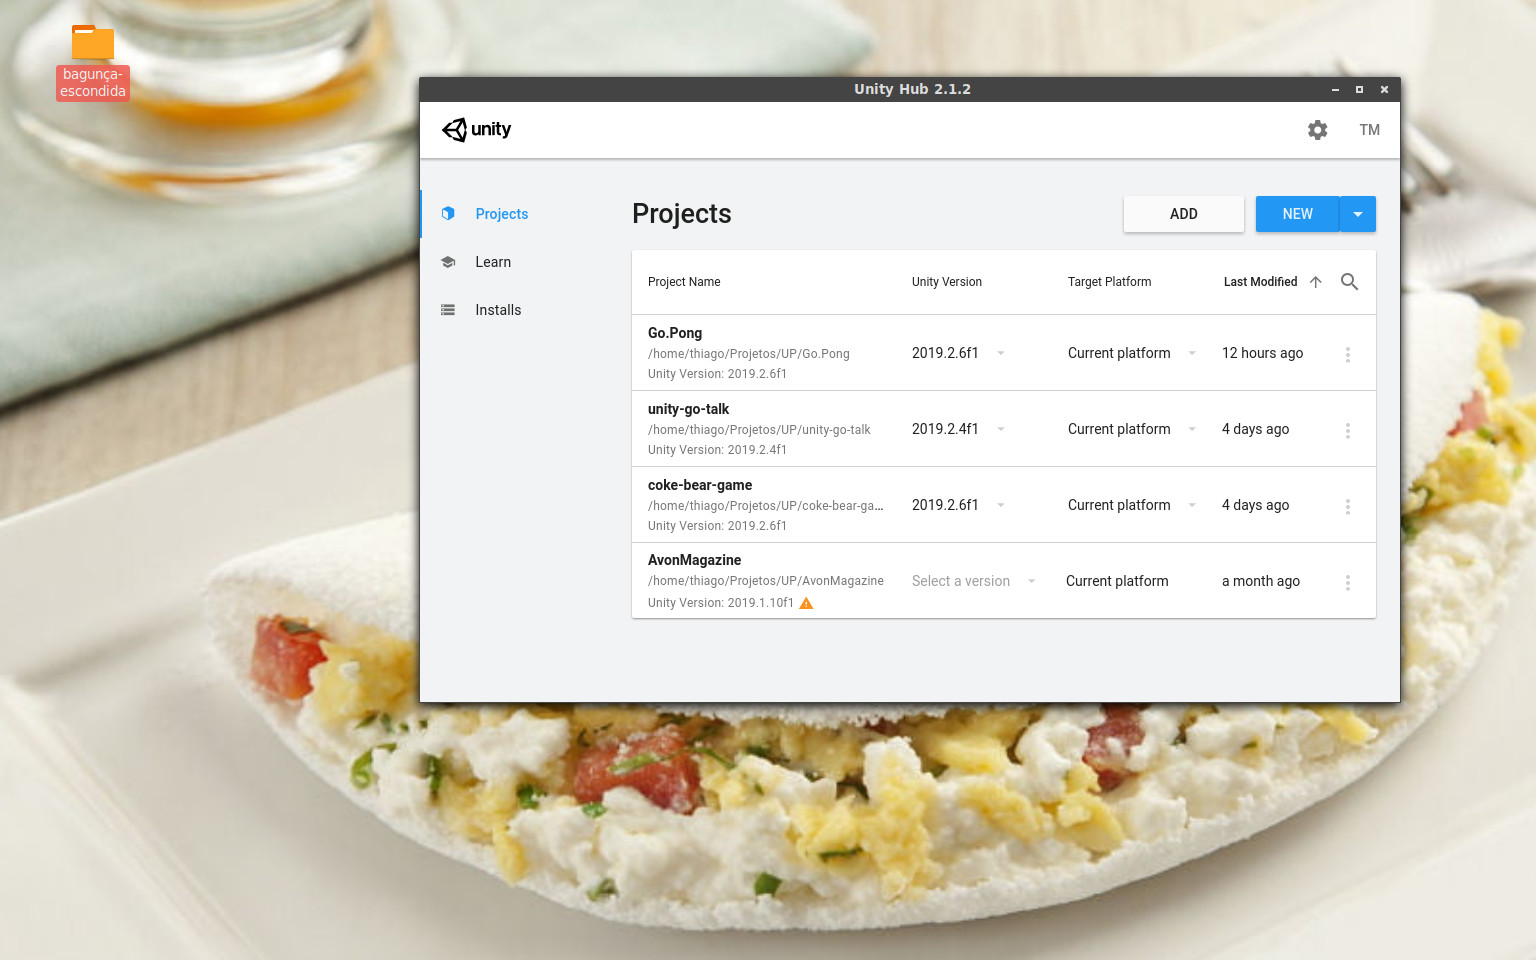 bagunça-
escondida
Unity Hub 2.1.2
unity
TM
Projects
Learn
Installs
Projects
ADD
NEW
Project Name
Unity Version
Target Platform
Last Modified
Go.Pong
/home/thiago/Projetos/UP/Go.Pong
Unity Version: 2019.2.6f1
2019.2.6f1
Current platform
12 hours ago
unity-go-talk
/home/thiago/Projetos/UP/unity-go-talk
Unity Version: 2019.2.4f1
2019.2.4f1
Current platform
4 days ago
coke-bear-game
/home/thiago/Projetos/UP/coke-bear-ga...
Unity Version: 2019.2.6f1
2019.2.6f1
Current platform
4 days ago
AvonMagazine
/home/thiago/Projetos/UP/AvonMagazine
Unity Version: 2019.1.10f1
Select a version
Current platform
a month ago